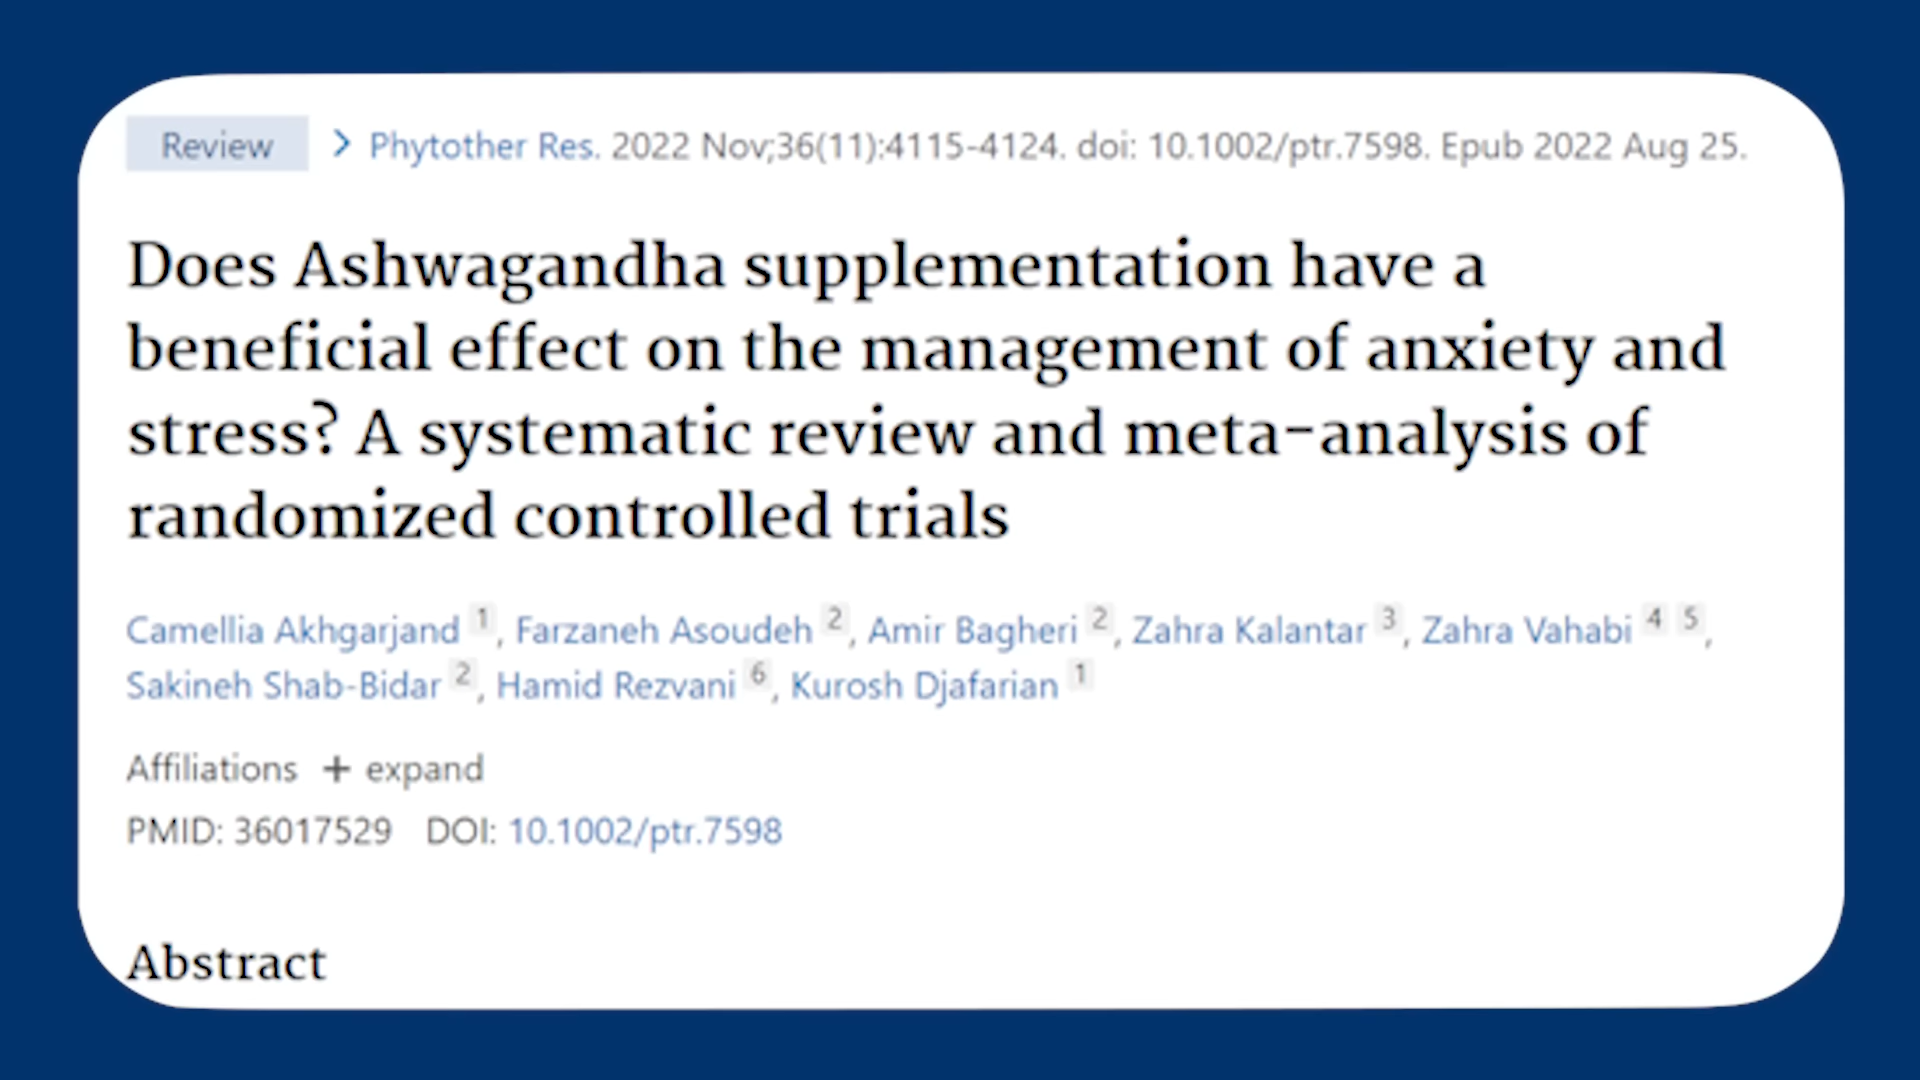 Review > Phytother Res. 2022 Nov;36(11):4115-4124. doi: 10.1002/ptr.7598. Epub 2022 Aug 25.
Does Ashwagandha supplementation have a
beneficial effect on the management of anxiety and
stress? A systematic review and meta-analysis of
randomized controlled trials
Camellia Akhgarjand 1, Farzaneh Asoudeh 2, Amir Bagheri 2, Zahra Kalantar 3, Zahra Vahabi 4 5,
Sakineh Shab-Bidar 2, Hamid Rezvani 6, Kurosh Djafarian 1
Affiliations + expand
PMID: 36017529 DOI: 10.1002/ptr.7598
Abstract